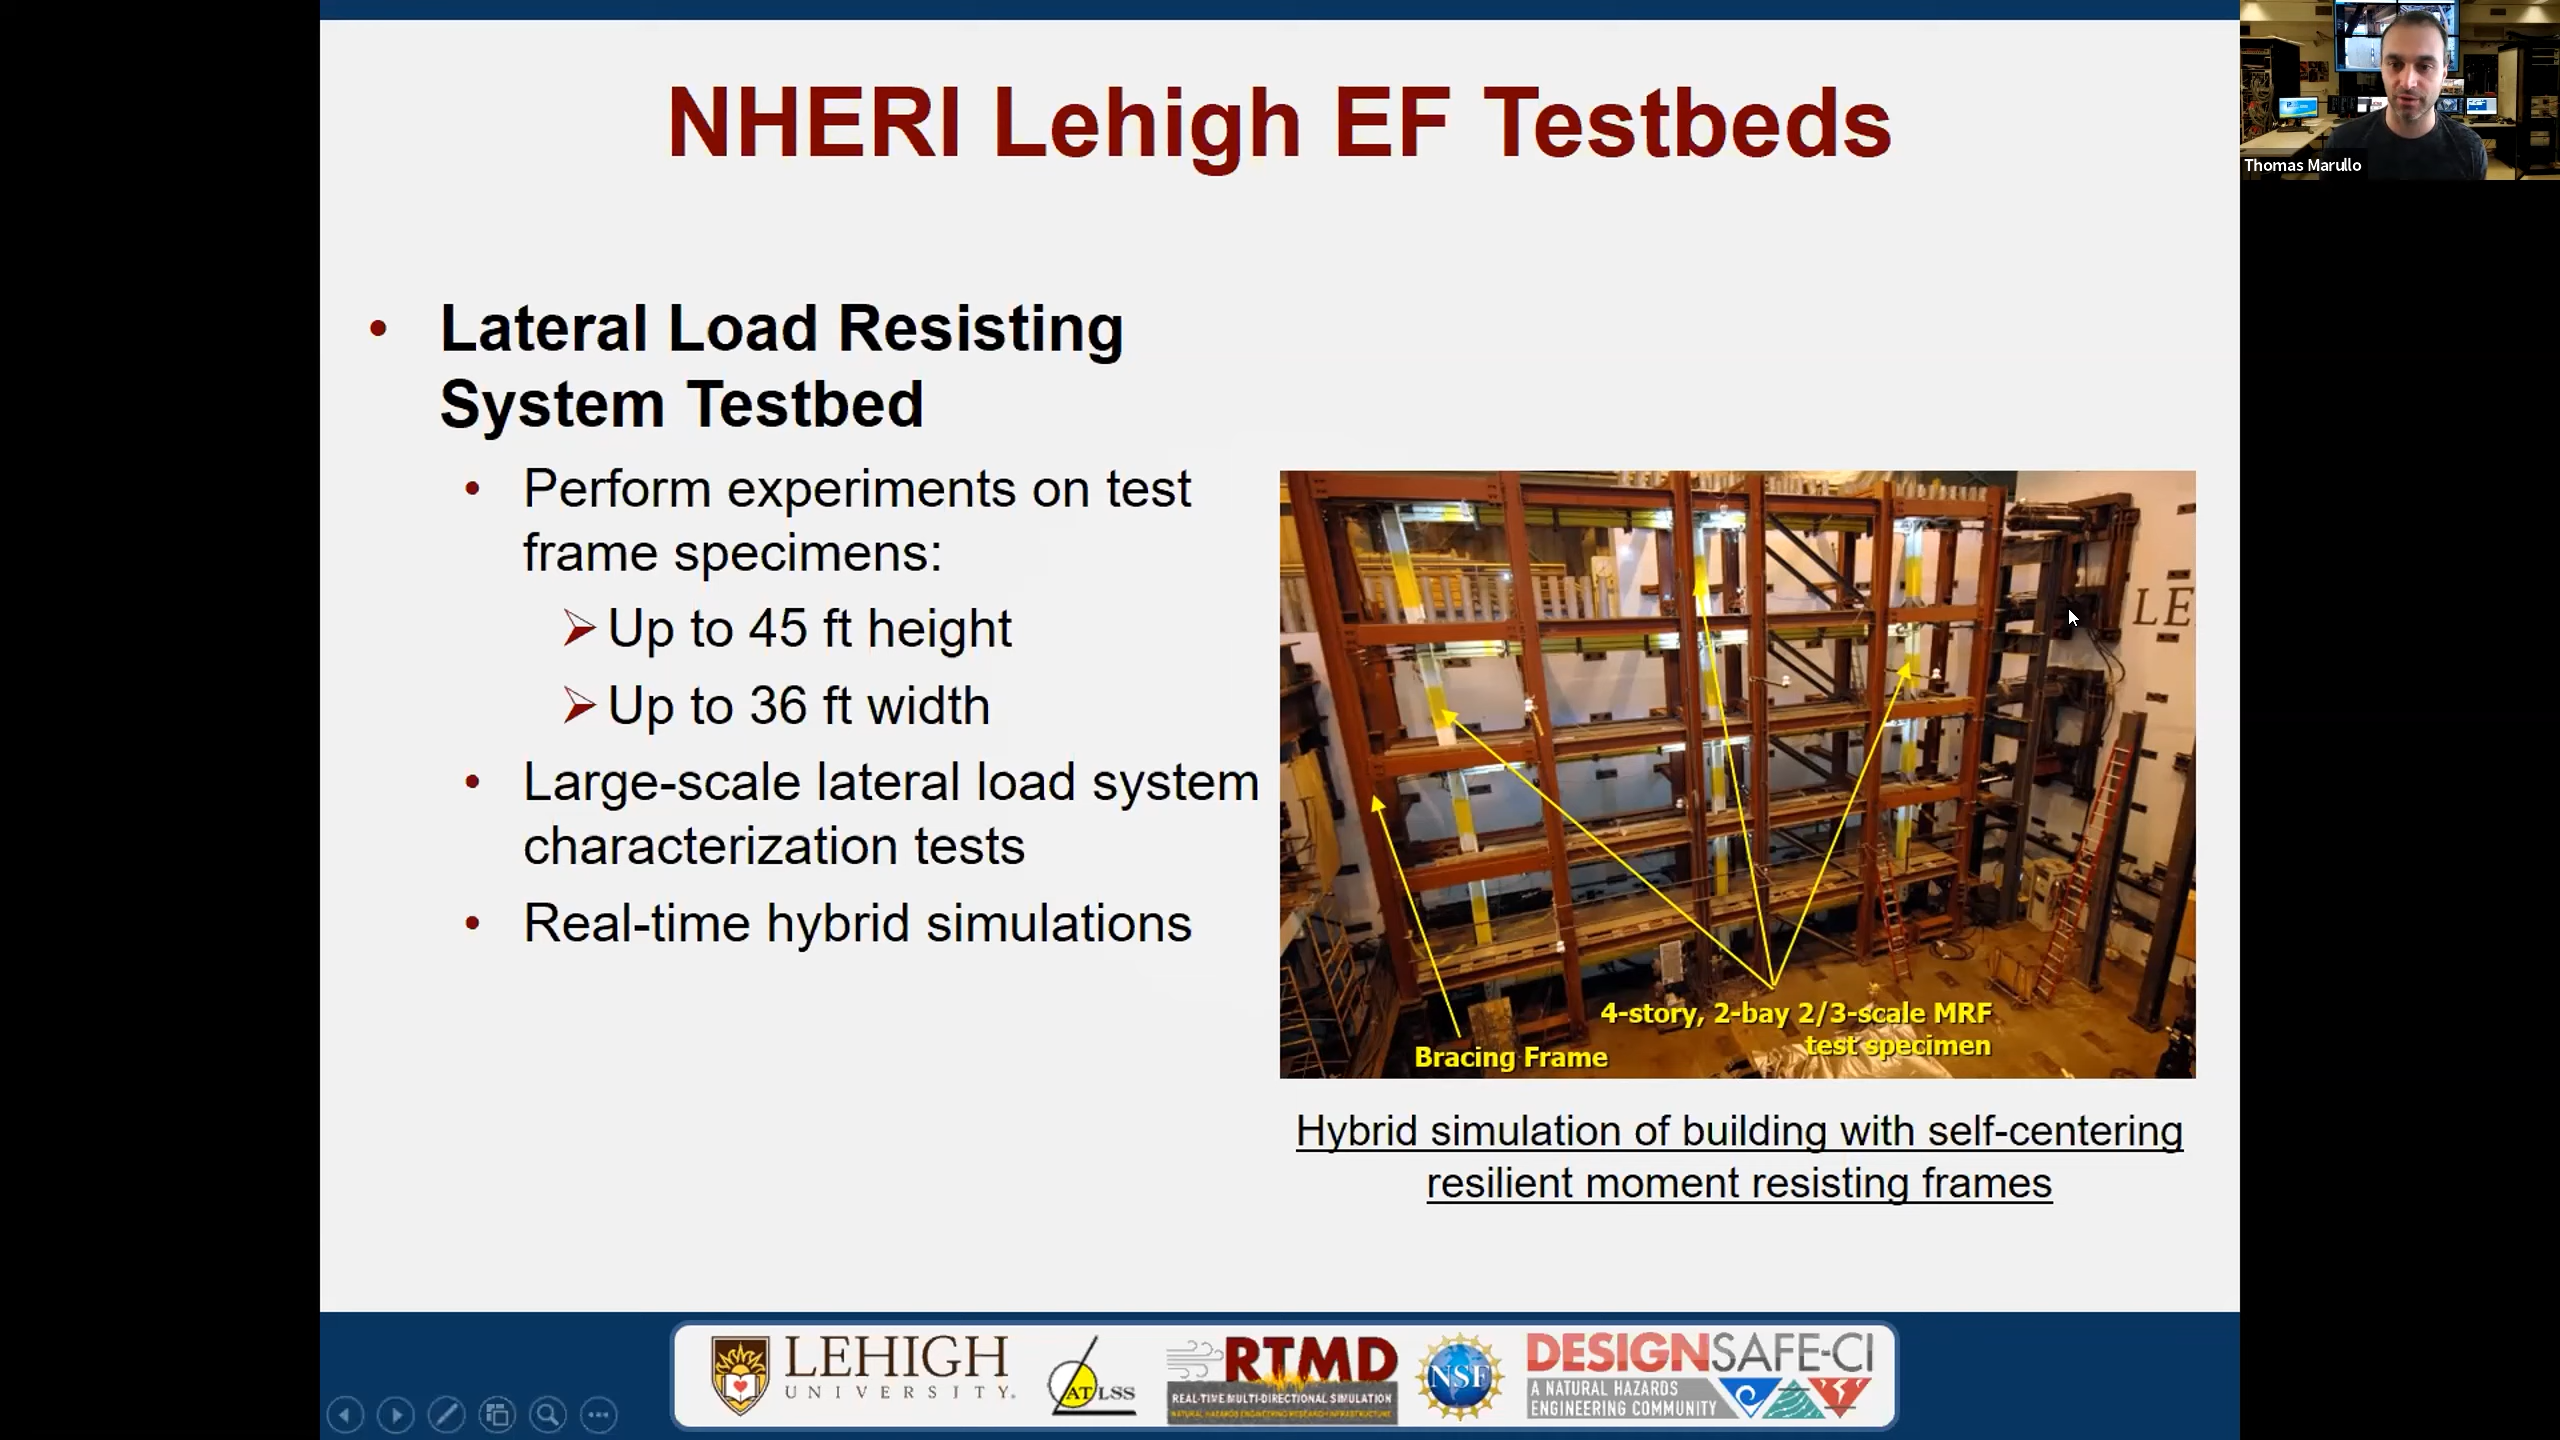 NHERI Lehigh EF Testbeds
Thomas Marullo
• Lateral Load Resisting
System Testbed
• Perform experiments on test
frame specimens:
➢ Up to 45 ft height
➢ Up to 36 ft width
• Large-scale lateral load system
characterization tests
• Real-time hybrid simulations
LE
4-story, 2-bay 2/3-scale MRF
test specimen
Bracing Frame
Hybrid simulation of building with self-centering
resilient moment resisting frames
LEHIGH
UNIVERSITY.
ATLSS
RTMD
REAL-TIME MULTI-DIRECTIONAL SIMULATION
NATURAL HAZARDS ENGINEERING RESEARCH INFRASTRUCTURE
NSF
DESIGNSAFE-CI
A NATURAL HAZARDS
ENGINEERING COMMUNITY